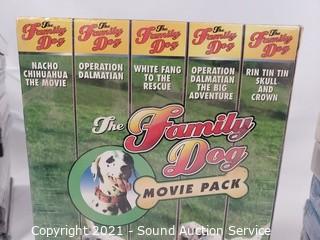 The Family Dog
The Family Dog
The Family Dog
The Family Dog
The Family Dog
NACHO
CHIHUAHUA
THE MOVIE
OPERATION
DALMATIAN
WHITE FANG
TO THE
RESCUE
OPERATION
DALMATIAN
THE BIG
ADVENTURE
RIN TIN TIN
SKULL
AND
CROWN
The Family
Dog
MOVIE PACK
Copyright 2021 - Sound Auction Service